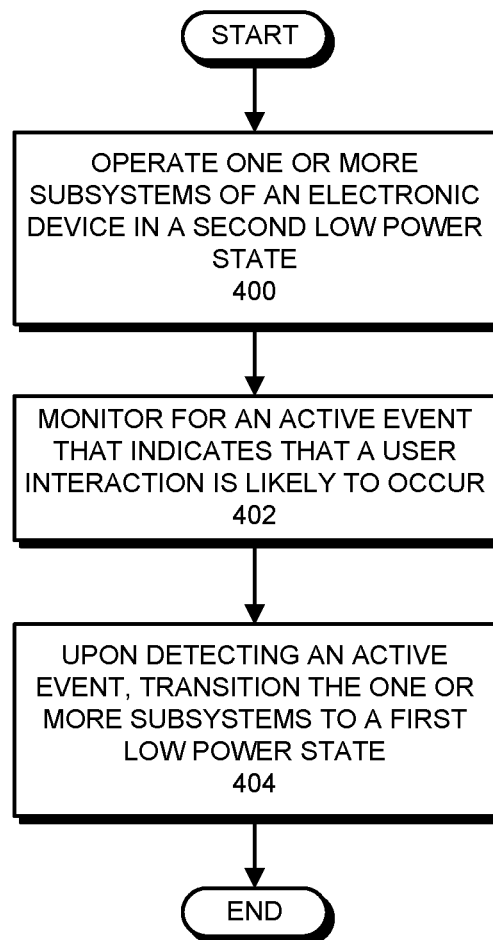 START
OPERATE ONE OR MORE
SUBSYSTEMS OF AN ELECTRONIC
DEVICE IN A SECOND LOW POWER
STATE
400
MONITOR FOR AN ACTIVE EVENT
THAT INDICATES THAT A USER
INTERACTION IS LIKELY TO OCCUR
402
UPON DETECTING AN ACTIVE
EVENT, TRANSITION THE ONE OR
MORE SUBSYSTEMS TO A FIRST
LOW POWER STATE
404
END